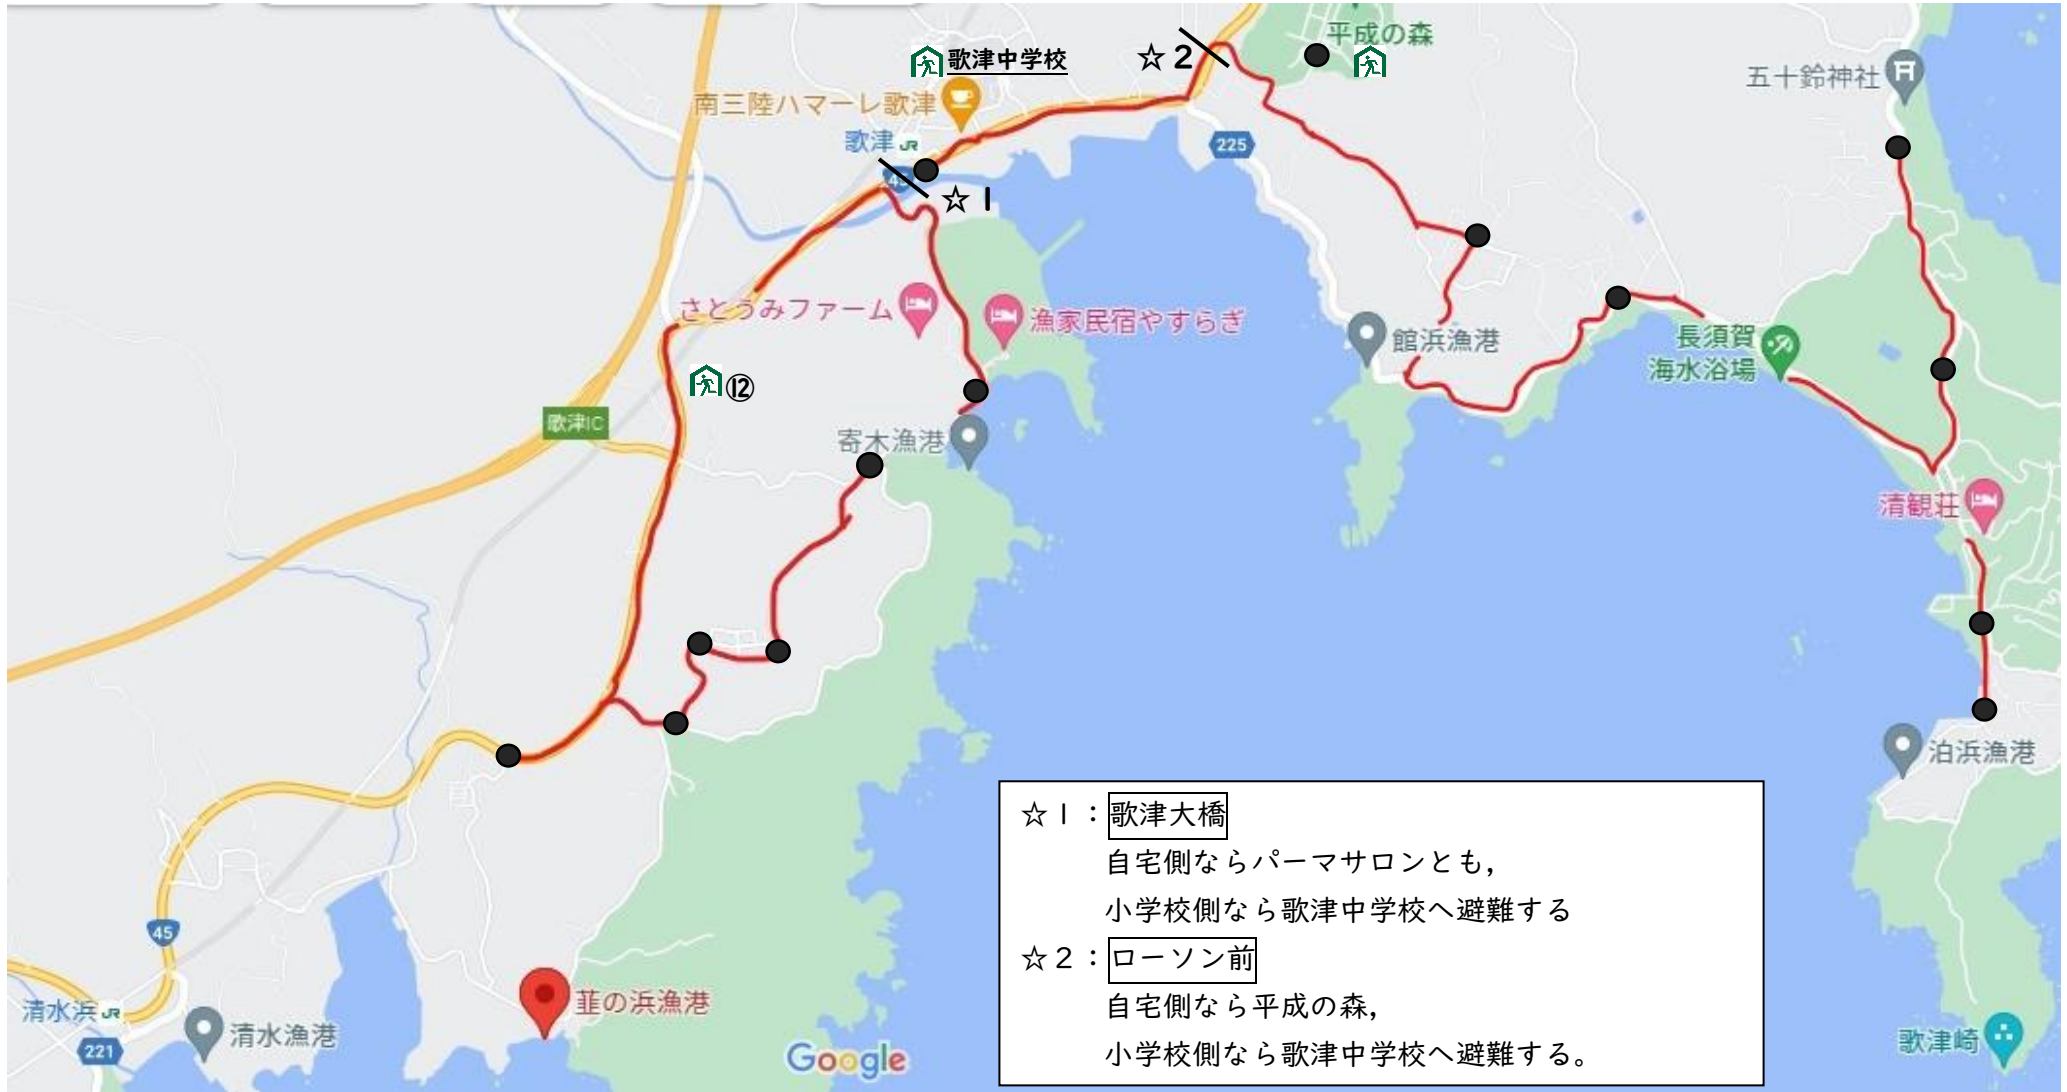 平成の森
歌津中学校
☆２
五十鈴神社
南三陸ハマーレ歌津
歌津 JR
225
45
☆１
さとうみファーム
漁家民宿やすらぎ
館浜漁港
長須賀
海水浴場
⑫
歌津IC
寄木漁港
清観荘
泊浜漁港
☆１：歌津大橋
自宅側ならパーマサロンとも，
小学校側なら歌津中学校へ避難する
☆２：ローソン前
自宅側なら平成の森，
小学校側なら歌津中学校へ避難する。
45
韮の浜漁港
清水浜 JR
清水漁港
221
Google
歌津崎